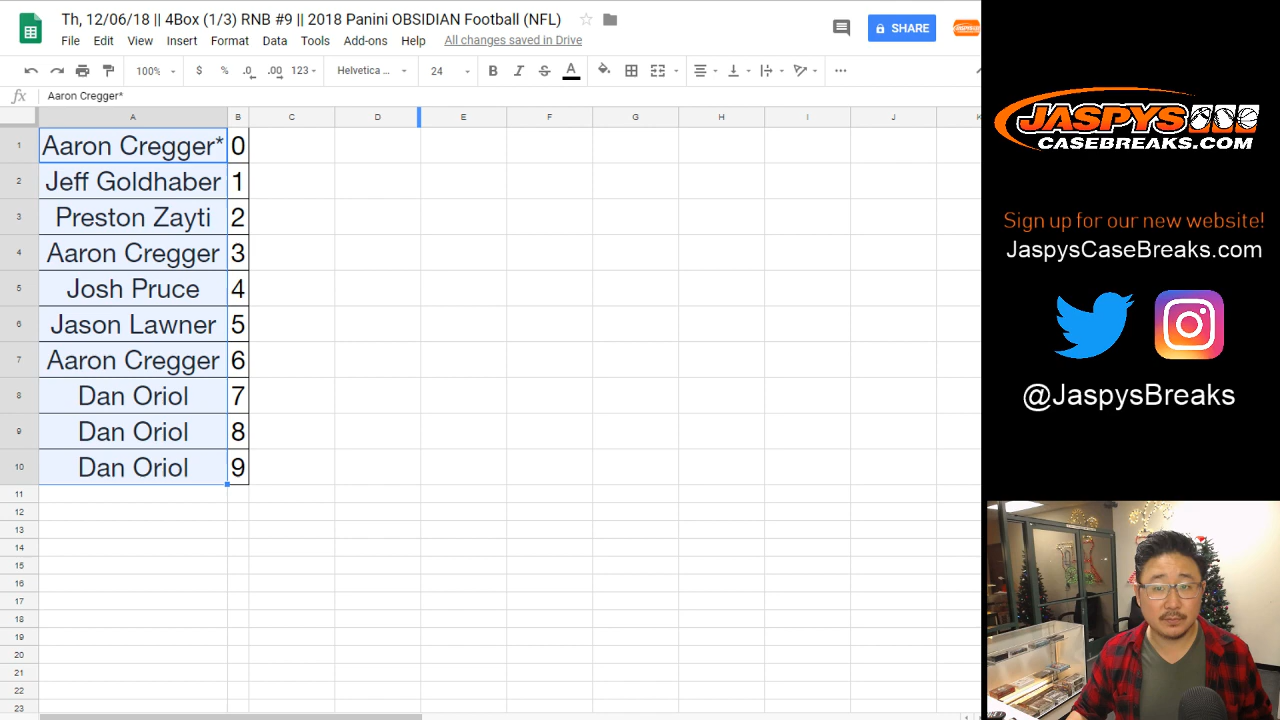 Th, 12/06/18 || 4Box (1/3) RNB #9 || 2018 Panini OBSIDIAN Football (NFL)
File Edit View Insert Format Data Tools Add-ons Help All changes saved in Drive
SHARE
100% $ % .0 .00 123 Helvetica ... 24 B I S A
fx Aaron Cregger*
A B C D E F G H I J K
1 Aaron Cregger* 0
2 Jeff Goldhaber 1
3 Preston Zayti 2
4 Aaron Cregger 3
5 Josh Pruce 4
6 Jason Lawner 5
7 Aaron Cregger 6
8 Dan Oriol 7
9 Dan Oriol 8
10 Dan Oriol 9
11
12
13
14
15
16
17
18
19
20
21
22
23
JASPYS
CASEBREAKS.COM
Sign up for our new website!
JaspysCaseBreaks.com
@JaspysBreaks